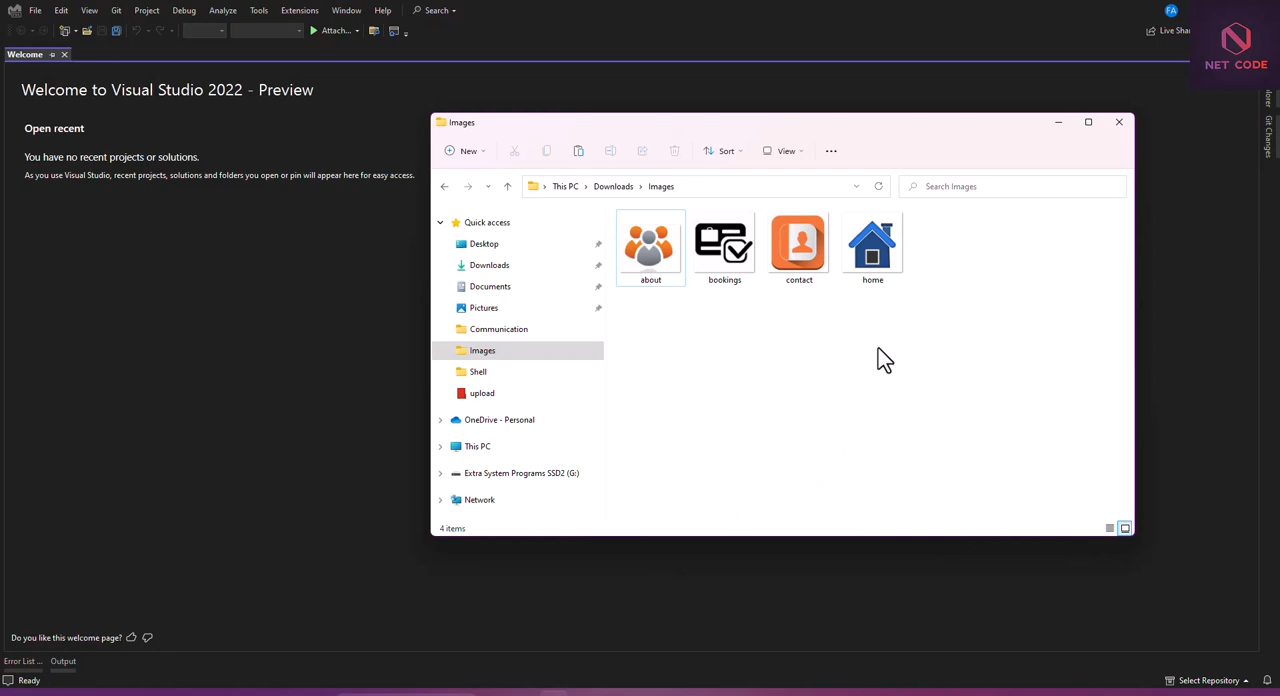 File Edit View Git Project Debug Analyze Tools Extensions Window Help Search
FA
Attach...
Live Sha
NET CODE
Welcome
Welcome to Visual Studio 2022 - Preview
Open recent
You have no recent projects or solutions.
As you use Visual Studio, recent projects, solutions and folders you open or pin will appear here for easy access.
Git Changes
Images
New
Sort
View
This PC > Downloads > Images
Search Images
Quick access
Desktop
Downloads
Documents
Pictures
Communication
Images
Shell
upload
OneDrive - Personal
This PC
Extra System Programs SSD2 (G:)
Network
about
bookings
contact
home
4 items
Do you like this welcome page?
Error List ... Output
Ready
Select Repository